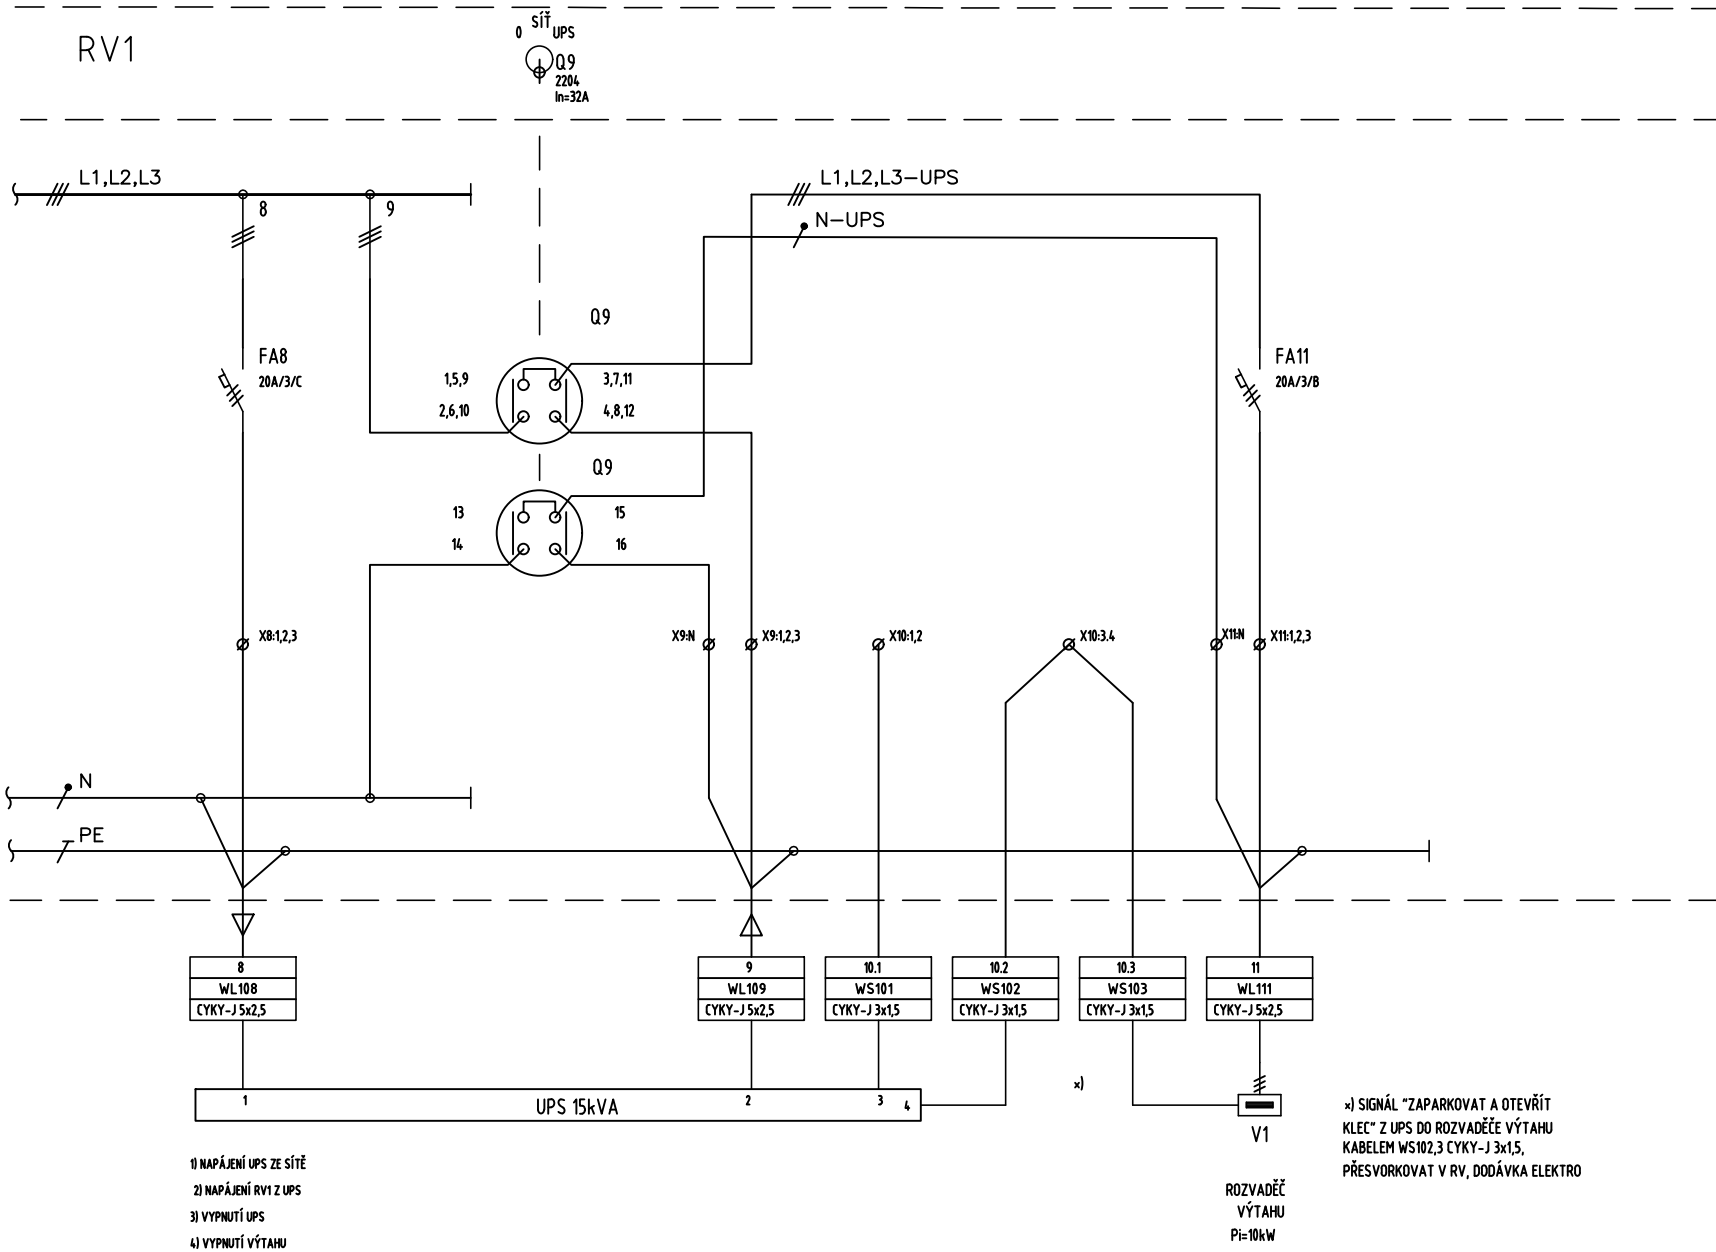 SÍŤ
0
UPS
RV1
Q9
2204
In=32A
L1,L2,L3
8
9
L1,L2,L3-UPS
N-UPS
Q9
FA8
20A/3/C
1,5,9
3,7,11
2,6,10
4,8,12
FA11
20A/3/B
Q9
13
15
14
16
X8:1,2,3
X9:N
X9:1,2,3
X10:1,2
X10:3.4
X11:N
X11:1,2,3
N
PE
8
WL108
CYKY-J 5x2,5
9
WL109
CYKY-J 5x2,5
10.1
WS101
CYKY-J 3x1,5
10.2
WS102
CYKY-J 3x1,5
10.3
WS103
CYKY-J 3x1,5
11
WL111
CYKY-J 5x2,5
1
UPS 15kVA
2
3
4
x)
V1
x) SIGNÁL "ZAPARKOVAT A OTEVŘÍT
KLEC" Z UPS DO ROZVADĚČE VÝTAHU
KABELEM WS102,3 CYKY-J 3x1,5,
PŘESVORKOVAT V RV, DODÁVKA ELEKTRO
1) NAPÁJENÍ UPS ZE SÍTĚ
2) NAPÁJENÍ RV1 Z UPS
3) VYPNUTÍ UPS
4) VYPNUTÍ VÝTAHU
ROZVADĚČ
VÝTAHU
Pi=10kW